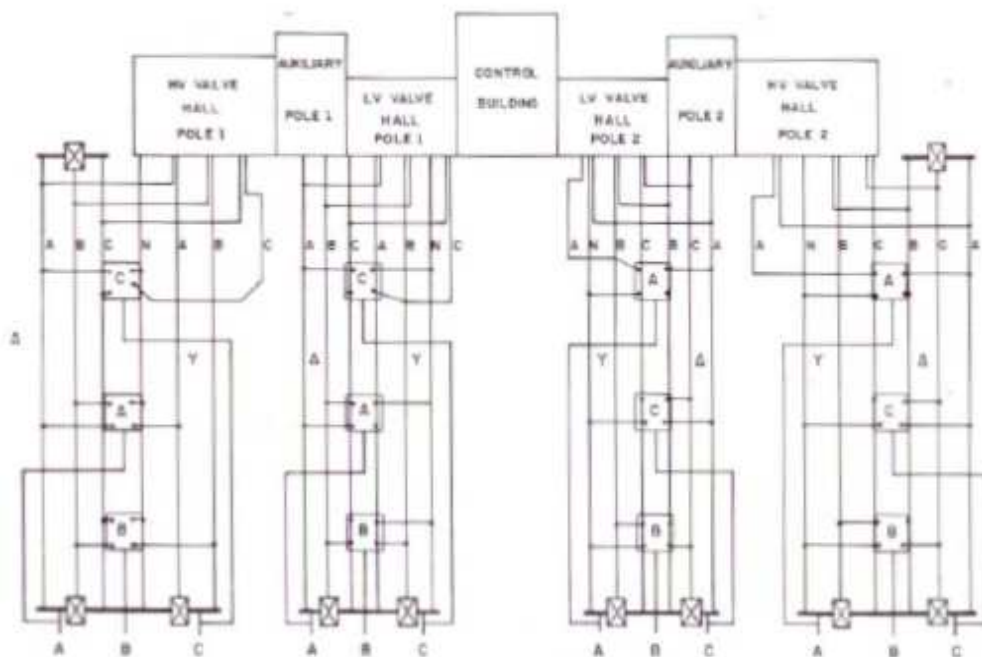 AUXILIARY
POLE 1
HV VALVE
HALL
POLE 1
LV VALVE
HALL
POLE 1
CONTROL
BUILDING
LV VALVE
HALL
POLE 2
AUXILIARY
POLE 2
HV VALVE
HALL
POLE 2
A B C N A B C
A B C A B N C
A N B C B C A
A N B C B C A
C C A A
Δ Y Δ Y Y Δ Y Δ
A A C C
B B B B
A B C A B C A B C A B C